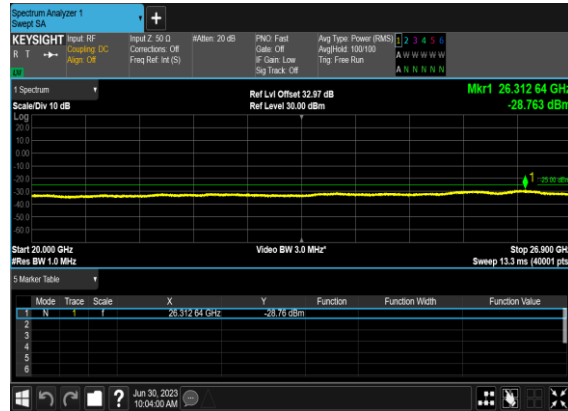 Spectrum Analyzer 1
Swept SA
+
KEYSIGHT Input: RF Input Z: 50 Ω #Atten: 20 dB PNO: Fast Avg Type: Power (RMS) 1 2 3 4 5 6
R T Coupling: DC Corrections: Off Gate: Off Avg|Hold: 100/100 A W W W W W
Align: Off Freq Ref: Int (S) IF Gain: Low Trig: Free Run
LXI Sig Track: Off A N N N N N
1 Spectrum Ref Lvl Offset 32.97 dB Mkr1 26.312 64 GHz
Scale/Div 10 dB Ref Level 30.00 dBm -28.763 dBm
Log
20.0
10.0
0.00
-10.0
-20.0 1 -25.00 dBm
-30.0
-40.0
-50.0
-60.0
Start 20.000 GHz Video BW 3.0 MHz* Stop 26.900 GHz
#Res BW 1.0 MHz Sweep 13.3 ms (40001 pts)
5 Marker Table
Mode Trace Scale X Y Function Function Width Function Value
1 N 1 f 26.312 64 GHz -28.76 dBm
2
3
4
5
6
? Jun 30, 2023
10:04:00 AM